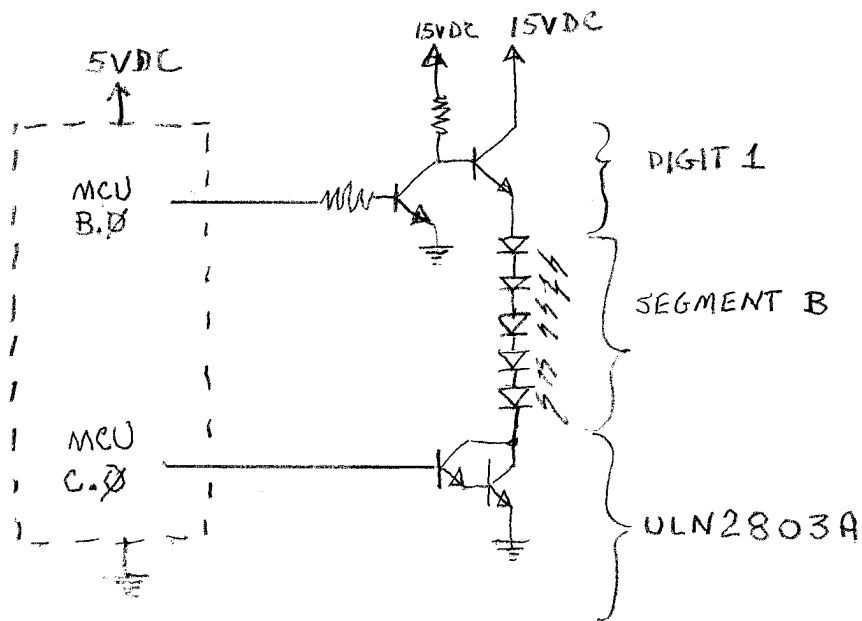 15VDC
15VDC
5VDC
DIGIT 1
MCU
B.Ø
SEGMENT B
MCU
C.Ø
ULN2803A